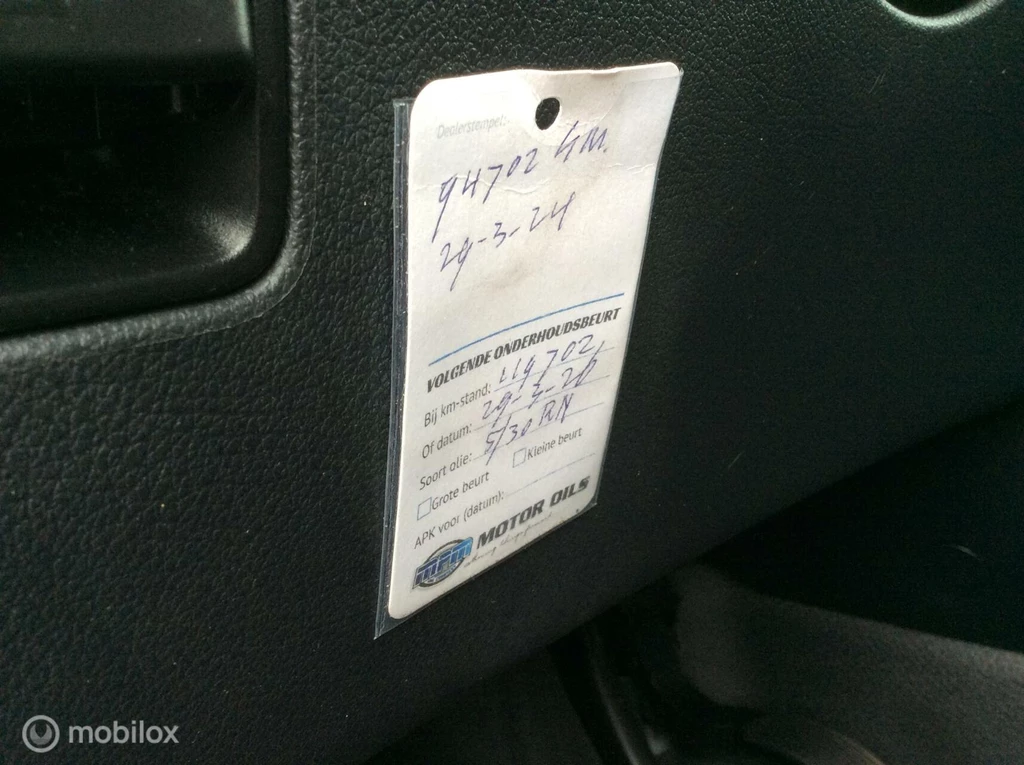 Dealerstempel:
94702 KM.
29-3-24
VOLGENDE ONDERHOUDSBEURT
Bij km-stand: 119702,
Of datum: 29-3-26
Soort olie: 5/30 RN
Grote beurt
Kleine beurt
APK voor (datum):
MOTOR OILS
mobilox